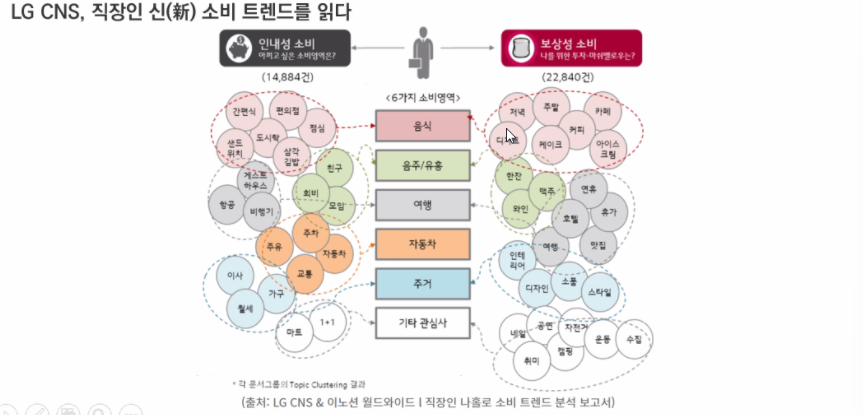 LG CNS, 직장인 신(新) 소비 트렌드를 읽다
인내성 소비
아끼고 싶은 소비영역은?
(14,884건)
보상성 소비
나를 위한 투자-마쉬멜로우는?
(22,840건)
<6가지 소비영역>
음식
음주/유흥
여행
자동차
주거
기타 관심사
간편식
편의점
점심
샌드
위치
도시락
삼각
김밥
친구
회비
모임
게스트
하우스
항공
비행기
주차
주유
자동차
교통
이사
가구
월세
마트
1+1
저녁
주말
카페
커피
케이크
아이스
크림
한잔
맥주
와인
연휴
휴가
호텔
여행
맛집
인테
리어
디자인
소품
스타일
네일
공연
자전거
운동
수집
취미
캠핑
* 각 문서그룹의 Topic Clustering 결과
(출처: LG CNS & 이노션 월드와이드 l 직장인 나홀로 소비 트렌드 분석 보고서)